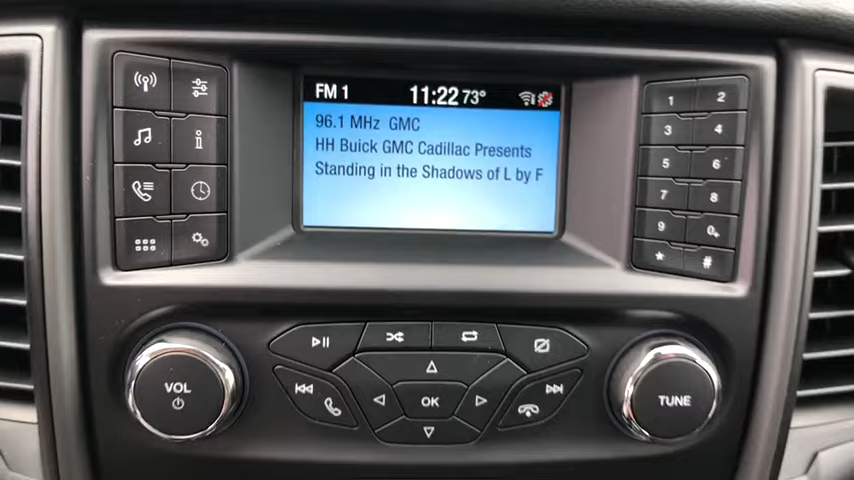 FM 1 11:22 73°
96.1 MHz GMC
HH Buick GMC Cadillac Presents
Standing in the Shadows of L by F
1 2
3 4
5 6
7 8
9 0+
* #
VOL
OK
TUNE